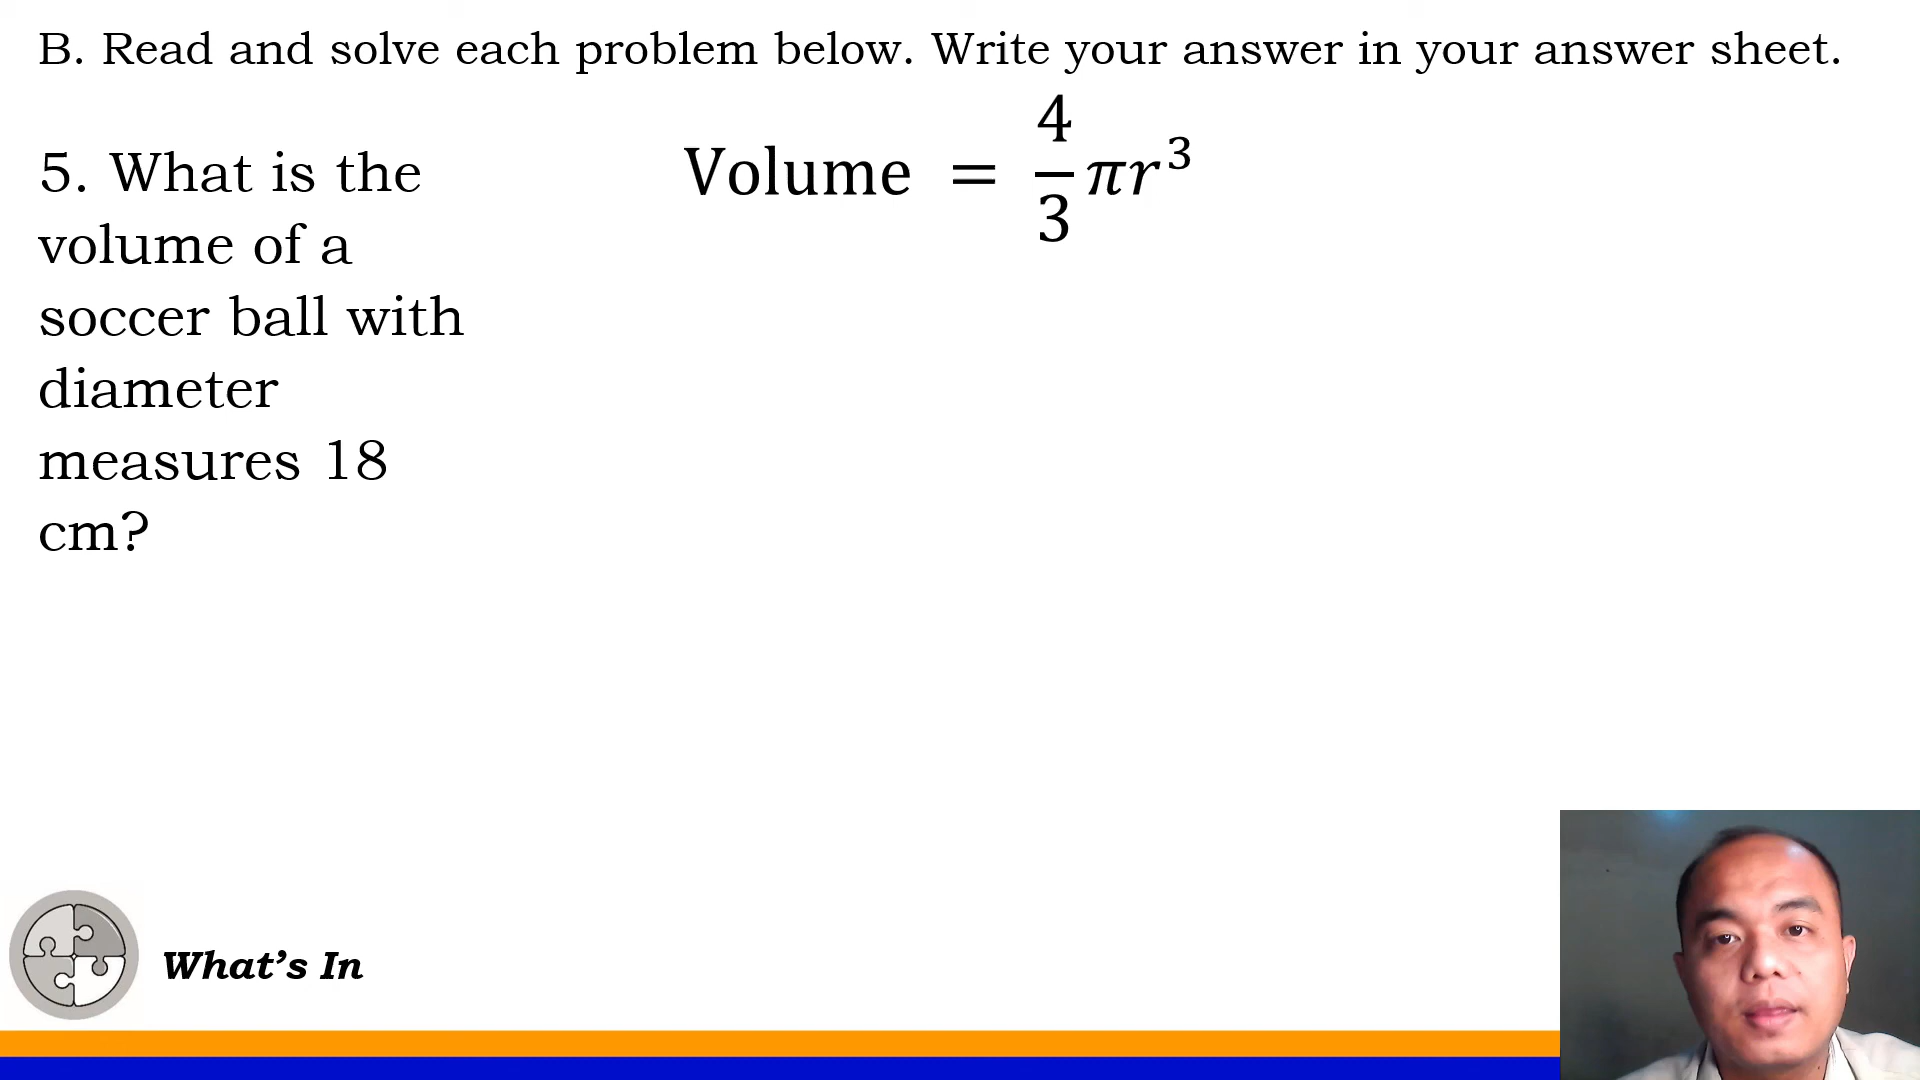 B. Read and solve each problem below. Write your answer in your answer sheet.
5. What is the
volume of a
soccer ball with
diameter
measures 18
cm?
Volume = 4/3 πr³
What's In